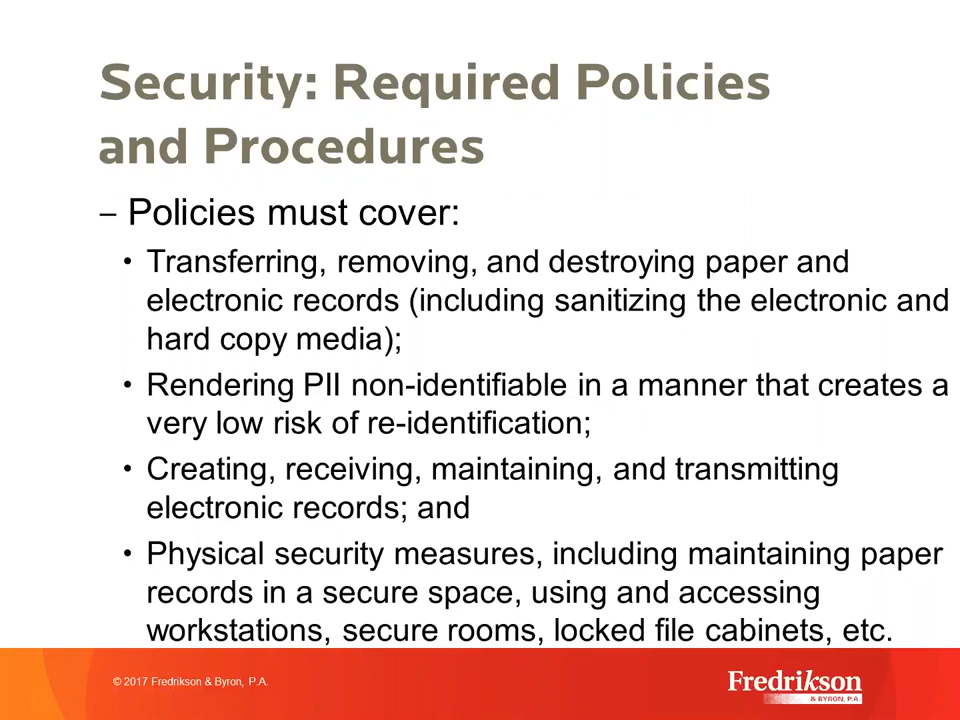 Security: Required Policies
and Procedures
– Policies must cover:
• Transferring, removing, and destroying paper and
electronic records (including sanitizing the electronic and
hard copy media);
• Rendering PII non-identifiable in a manner that creates a
very low risk of re-identification;
• Creating, receiving, maintaining, and transmitting
electronic records; and
• Physical security measures, including maintaining paper
records in a secure space, using and accessing
workstations, secure rooms, locked file cabinets, etc.
© 2017 Fredrikson & Byron, P.A.
Fredrikson
& BYRON, P.A.